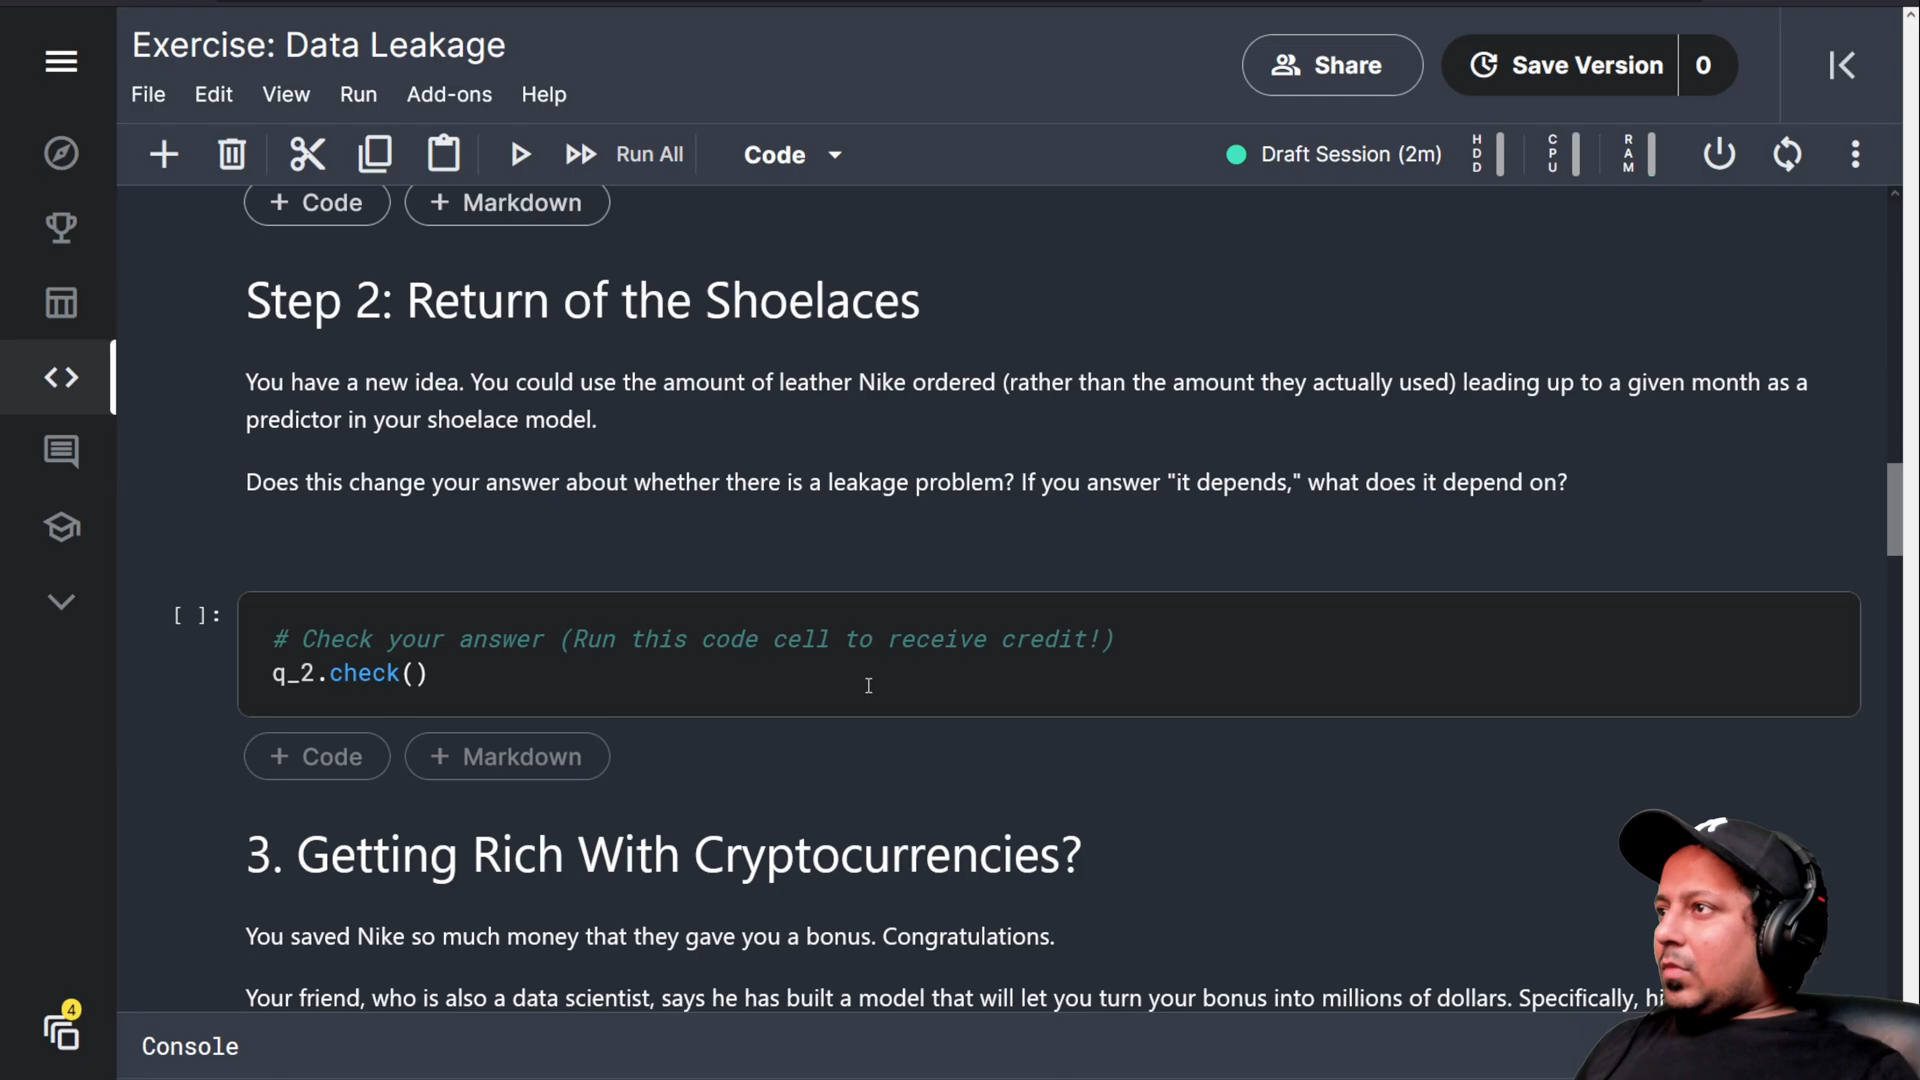 Exercise: Data Leakage
Share
Save Version
0
File
Edit
View
Run
Add-ons
Help
Run All
Code
Draft Session (2m)
HDD
CPU
RAM
+ Code
+ Markdown
Step 2: Return of the Shoelaces
You have a new idea. You could use the amount of leather Nike ordered (rather than the amount they actually used) leading up to a given month as a
predictor in your shoelace model.
Does this change your answer about whether there is a leakage problem? If you answer "it depends," what does it depend on?
[ ]:
# Check your answer (Run this code cell to receive credit!)
q_2.check()
+ Code
+ Markdown
3. Getting Rich With Cryptocurrencies?
You saved Nike so much money that they gave you a bonus. Congratulations.
Your friend, who is also a data scientist, says he has built a model that will let you turn your bonus into millions of dollars. Specifically,
4
Console